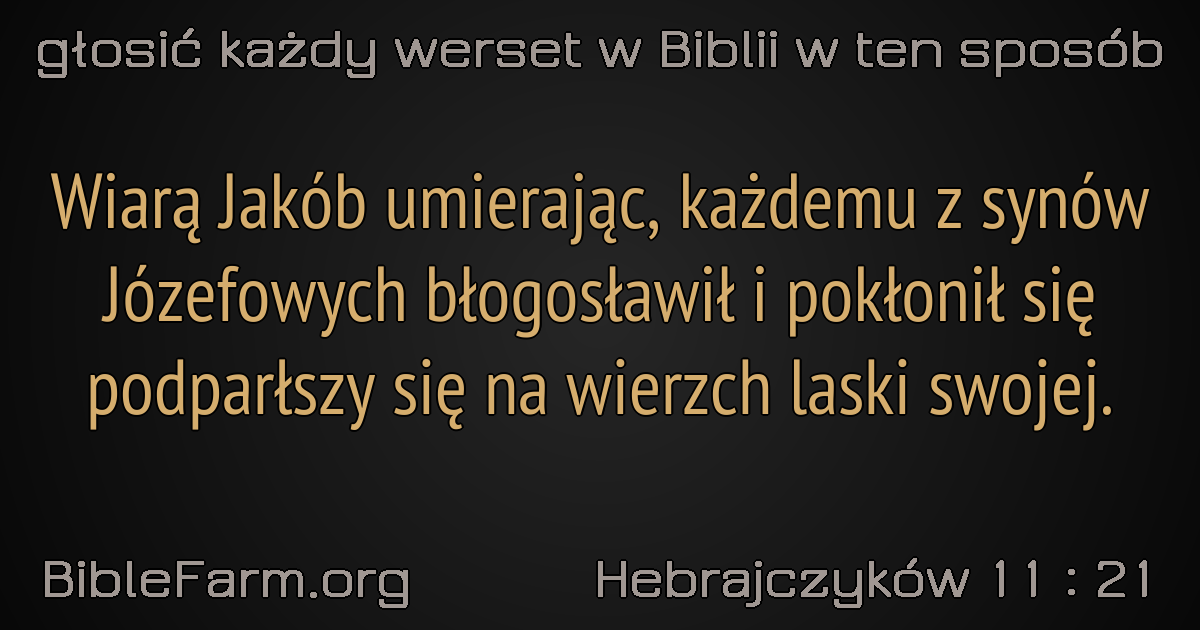 głosić każdy werset w Biblii w ten sposób
Wiarą Jakób umierając, każdemu z synów
Józefowych błogosławił i pokłonił się
podparłszy się na wierzch laski swojej.
BibleFarm.org
Hebrajczyków 11 : 21